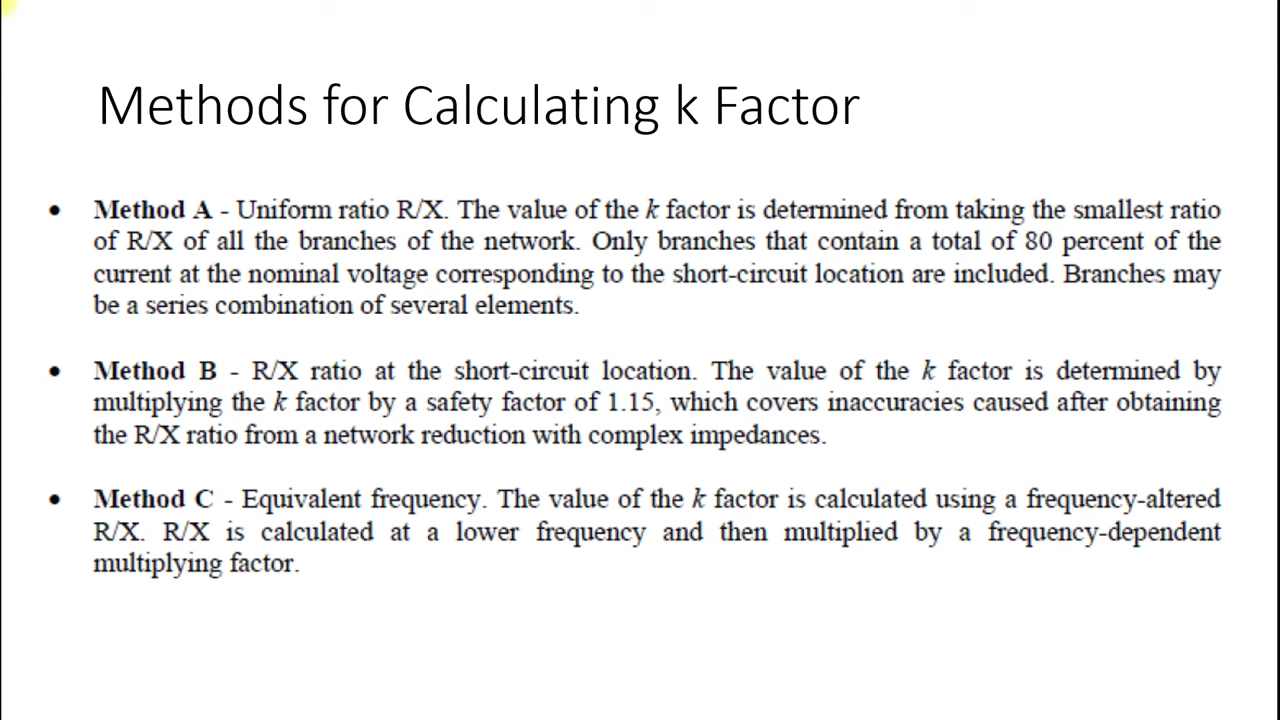 Methods for Calculating k Factor
• Method A - Uniform ratio R/X. The value of the k factor is determined from taking the smallest ratio
of R/X of all the branches of the network. Only branches that contain a total of 80 percent of the
current at the nominal voltage corresponding to the short-circuit location are included. Branches may
be a series combination of several elements.
• Method B - R/X ratio at the short-circuit location. The value of the k factor is determined by
multiplying the k factor by a safety factor of 1.15, which covers inaccuracies caused after obtaining
the R/X ratio from a network reduction with complex impedances.
• Method C - Equivalent frequency. The value of the k factor is calculated using a frequency-altered
R/X. R/X is calculated at a lower frequency and then multiplied by a frequency-dependent
multiplying factor.